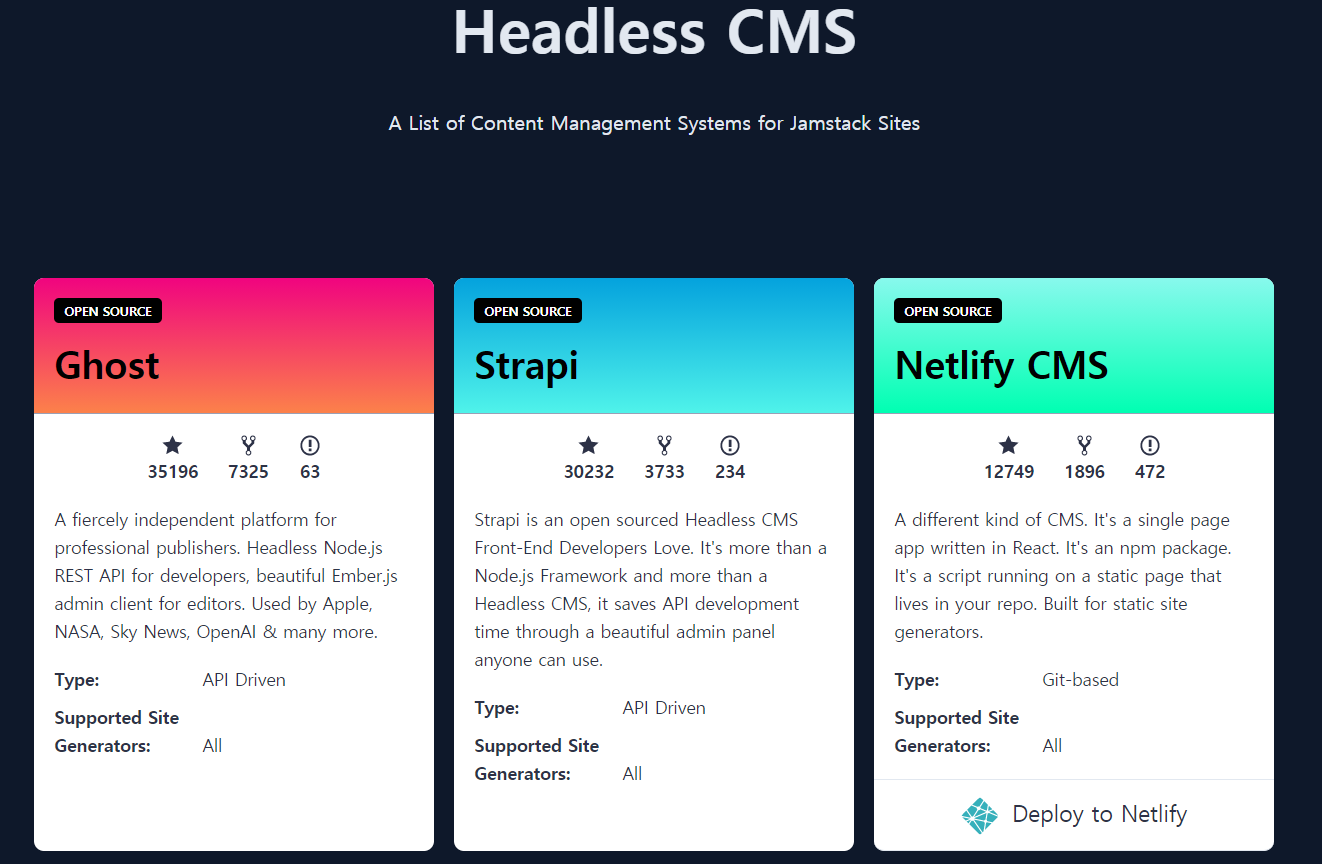 Headless CMS
A List of Content Management Systems for Jamstack Sites
OPEN SOURCE
Ghost
35196 7325 63
A fiercely independent platform for
professional publishers. Headless Node.js
REST API for developers, beautiful Ember.js
admin client for editors. Used by Apple,
NASA, Sky News, OpenAI & many more.
Type: API Driven
Supported Site
Generators: All
OPEN SOURCE
Strapi
30232 3733 234
Strapi is an open sourced Headless CMS
Front-End Developers Love. It's more than a
Node.js Framework and more than a
Headless CMS, it saves API development
time through a beautiful admin panel
anyone can use.
Type: API Driven
Supported Site
Generators: All
OPEN SOURCE
Netlify CMS
12749 1896 472
A different kind of CMS. It's a single page
app written in React. It's an npm package.
It's a script running on a static page that
lives in your repo. Built for static site
generators.
Type: Git-based
Supported Site
Generators: All
Deploy to Netlify